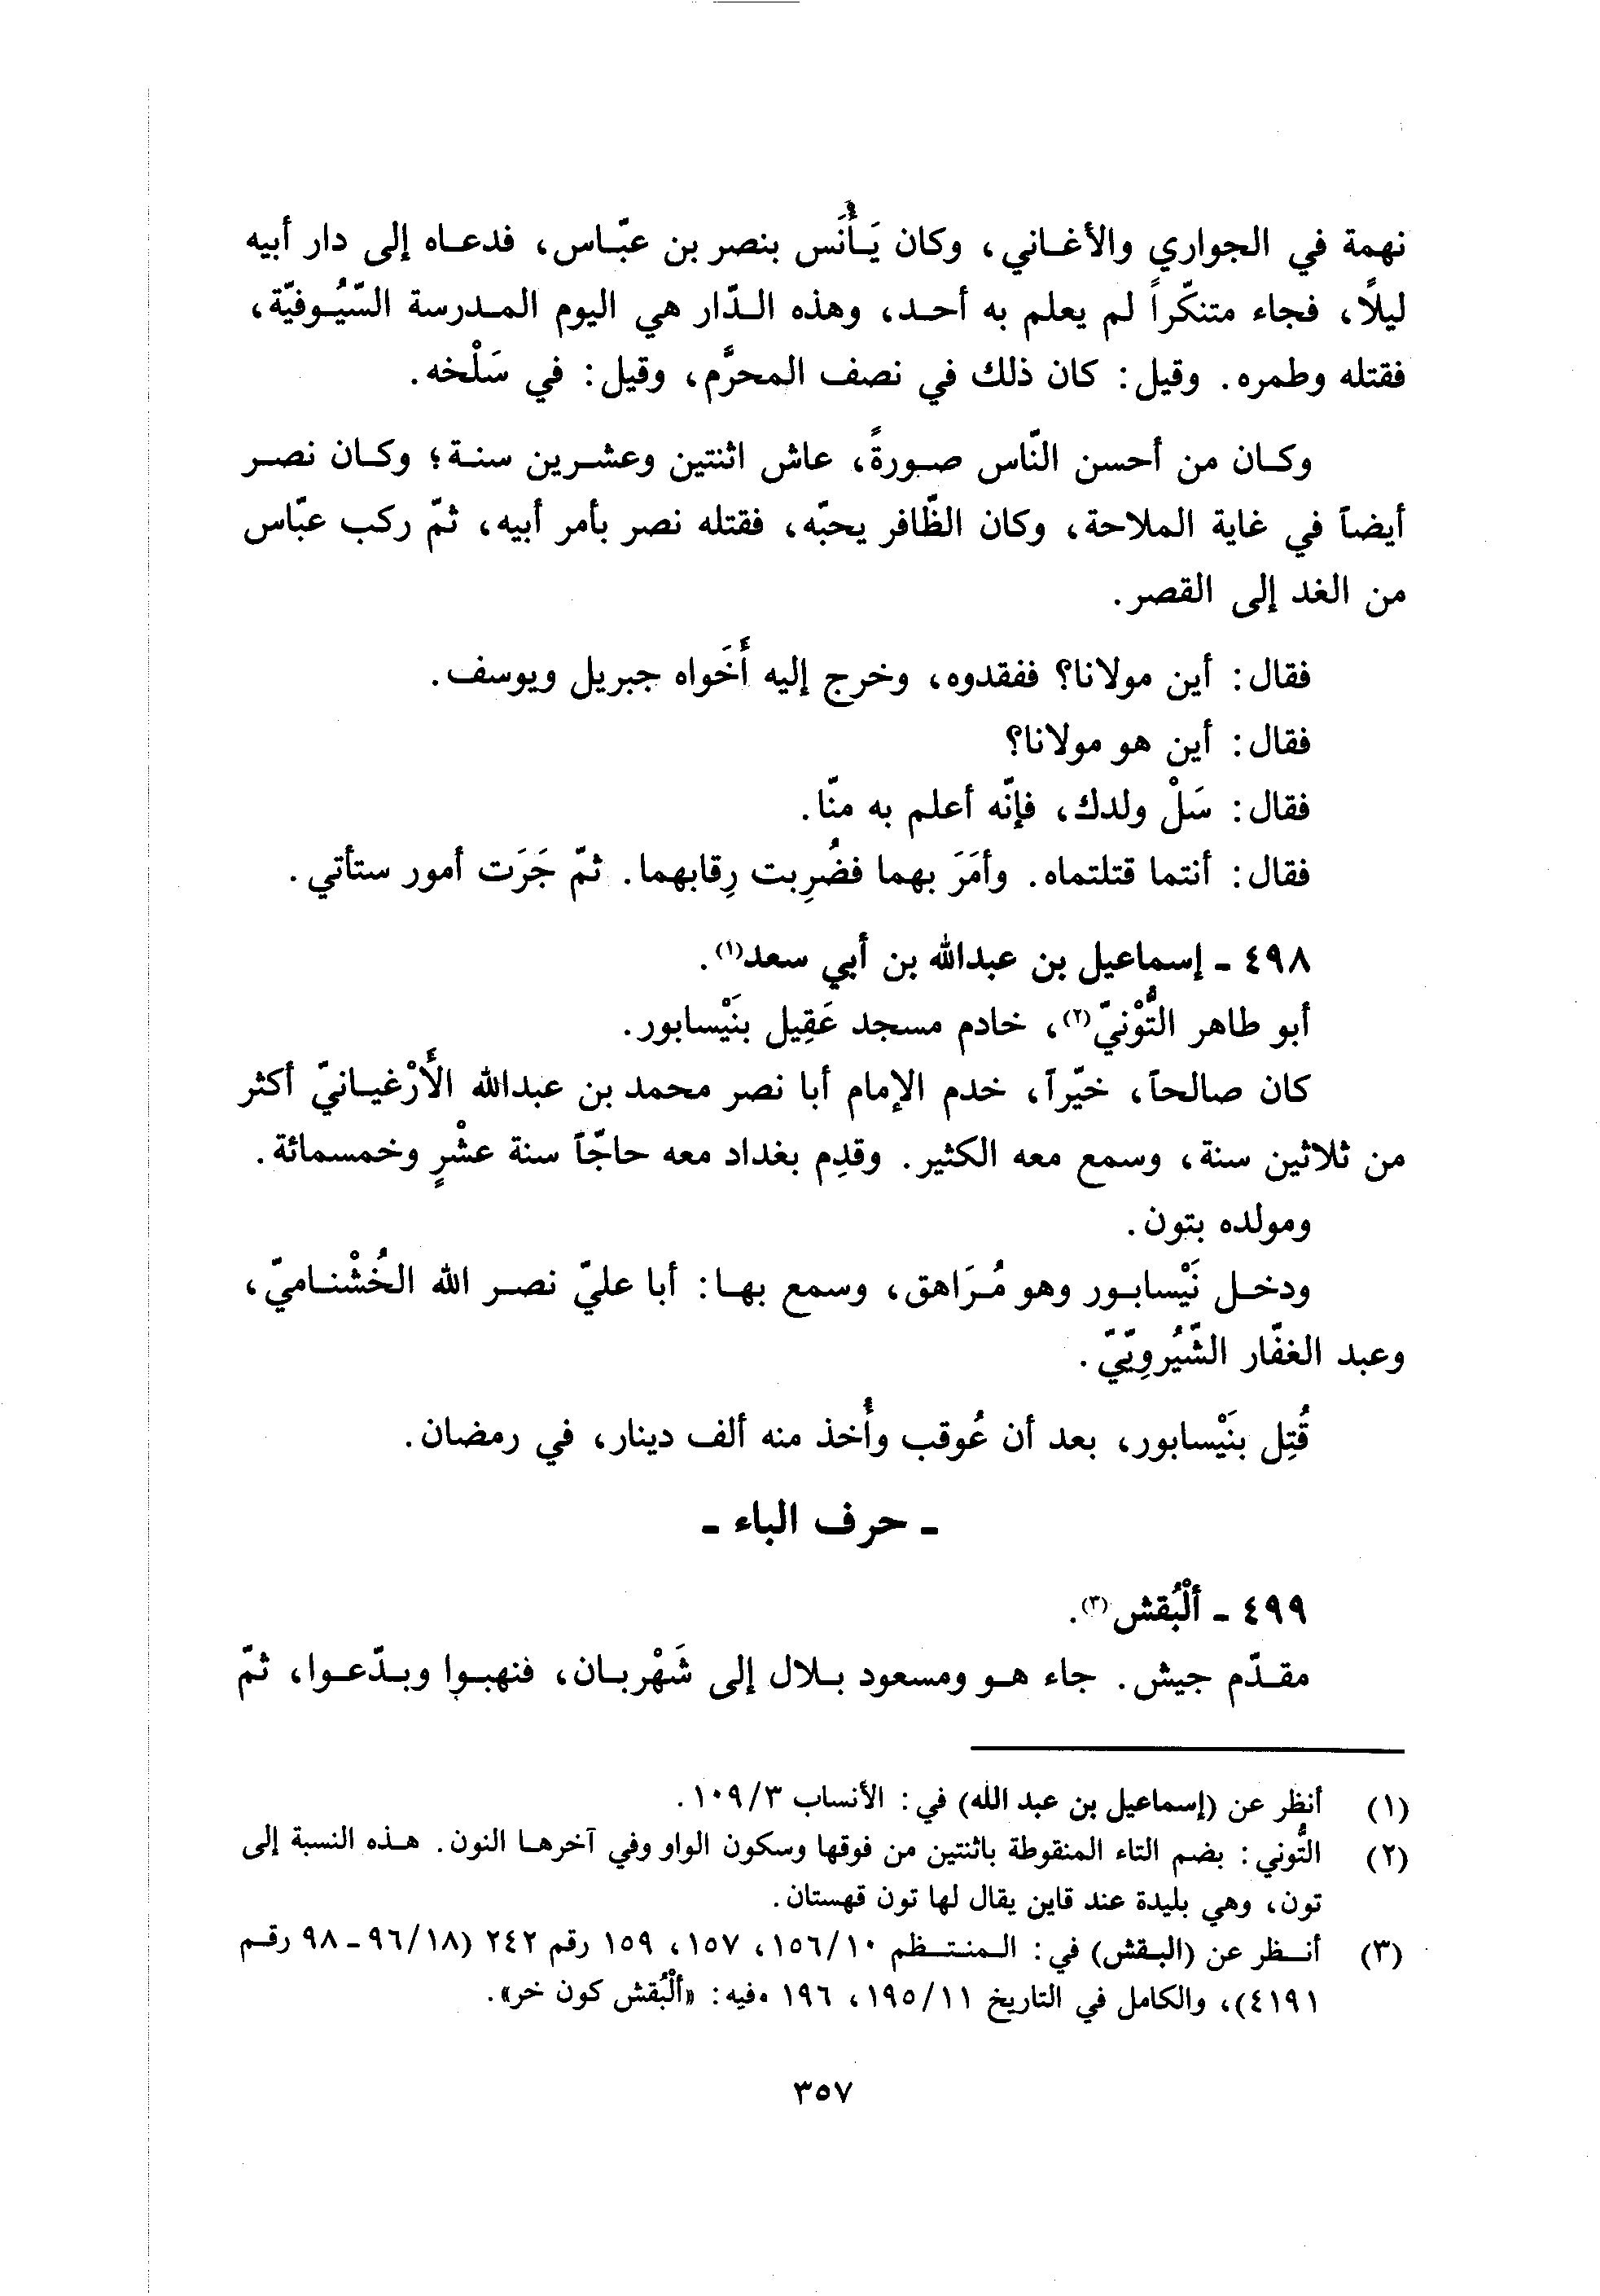 نهمة في الجواري والأغاني، وكان يَأْنَس بنصر بن عبّاس، فدعاه إلى دار أبيه
ليلًا، فجاء متنكّراً لم يعلم به أحد، وهذه الدّار هي اليوم المدرسة السّيُوفيّة،
فقتله وطمره. وقيل: كان ذلك في نصف المحرَّم، وقيل: في سَلْخه.
وكان من أحسن النّاس صورةً، عاش اثنتين وعشرين سنة؛ وكان نصر
أيضاً في غاية الملاحة، وكان الظّافر يحبّه، فقتله نصر بأمر أبيه، ثمّ ركب عبّاس
من الغد إلى القصر.
فقال: أين مولانا؟ ففقدوه، وخرج إليه أَخَواه جبريل ويوسف.
فقال: أين هو مولانا؟
فقال: سَلْ ولدك، فإنّه أعلم به منّا.
فقال: أنتما قتلتماه. وأمَرَ بهما فضُرِبت رِقابهما. ثمّ جَرَت أمور ستأتي.
٤٩٨ ـ إسماعيل بن عبدالله بن أبي سعد(١).
أبو طاهر التُّوْنيّ(٢)، خادم مسجد عَقِيل بنَيْسابور.
كان صالحاً، خيّراً، خدم الإمام أبا نصر محمد بن عبدالله الأَرْغيانيّ أكثر
من ثلاثين سنة، وسمع معه الكثير. وقدِم بغداد معه حاجّاً سنة عشْرٍ وخمسمائة.
ومولده بتون.
ودخل نَيْسابور وهو مُرَاهق، وسمع بها: أبا عليّ نصر الله الخُشْناميّ،
وعبد الغفّار الشّيُروِيّيّ.
قُتِل بنَيْسابور، بعد أن عُوقب وأُخذ منه ألف دينار، في رمضان.
ـ حرف الباء ـ
٤٩٩ ـ ألْبُقش(٣).
مقدّم جيش. جاء هو ومسعود بلال إلى شَهْربان، فنهبوا وبدّعوا، ثمّ
(١) أنظر عن (إسماعيل بن عبد الله) في: الأنساب ١٠٩/٣.
(٢) التُّوني: بضم التاء المنقوطة باثنتين من فوقها وسكون الواو وفي آخرها النون. هذه النسبة إلى
تون، وهي بليدة عند قاين يقال لها تون قهستان.
(٣) أنظر عن (البقش) في: المنتظم ١٥٦/١٠، ١٥٧، ١٥٩ رقم ٢٤٢ (٩٦/١٨ ـ ٩٨ رقم
٤١٩١)، والكامل في التاريخ ١٩٥/١١، ١٩٦ وفيه: «ألْبُقش كون خر».
٣٥٧